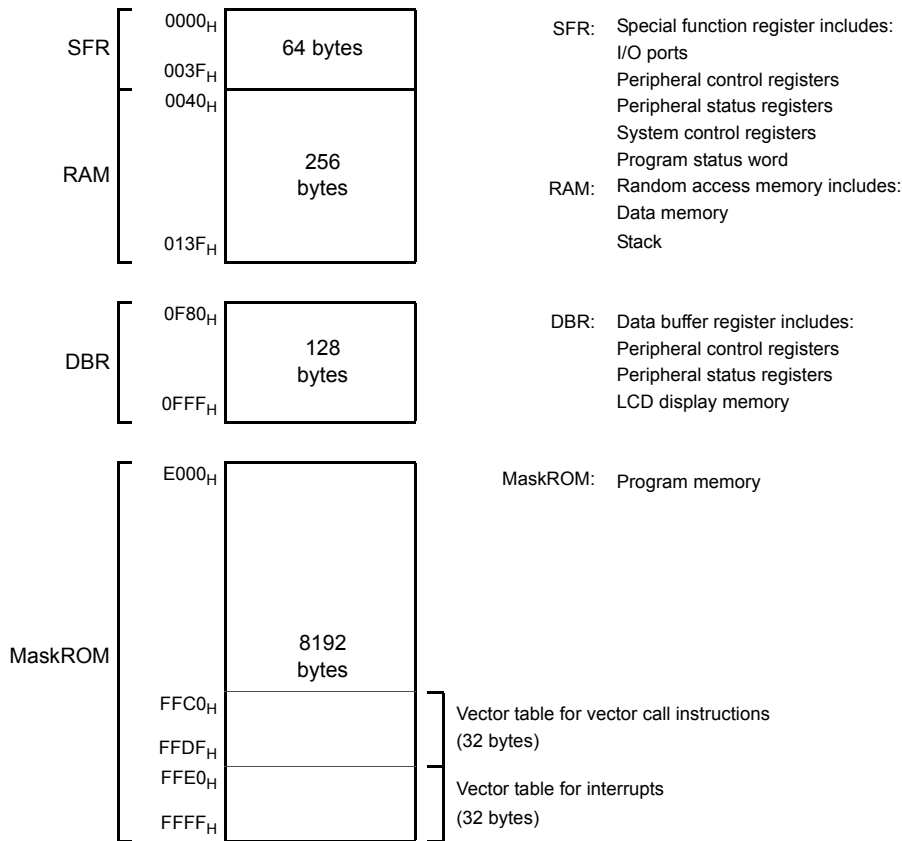 SFR
0000H
64 bytes
003FH
RAM
0040H
256
bytes
013FH
SFR: Special function register includes:
I/O ports
Peripheral control registers
Peripheral status registers
System control registers
Program status word
RAM: Random access memory includes:
Data memory
Stack
DBR
0F80H
128
bytes
0FFFH
DBR: Data buffer register includes:
Peripheral control registers
Peripheral status registers
LCD display memory
MaskROM
E000H
8192
bytes
MaskROM: Program memory
FFC0H
FFDFH
Vector table for vector call instructions
(32 bytes)
FFE0H
FFFFH
Vector table for interrupts
(32 bytes)